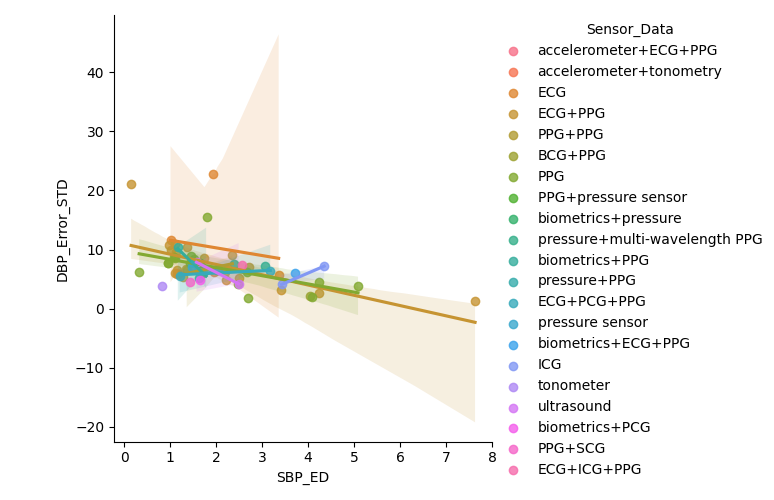 Sensor_Data
accelerometer+ECG+PPG
accelerometer+tonometry
ECG
ECG+PPG
PPG+PPG
BCG+PPG
PPG
PPG+pressure sensor
biometrics+pressure
pressure+multi-wavelength PPG
biometrics+PPG
pressure+PPG
ECG+PCG+PPG
pressure sensor
biometrics+ECG+PPG
ICG
tonometer
ultrasound
biometrics+PCG
PPG+SCG
ECG+ICG+PPG
DBP_Error_STD
40
30
20
10
0
−10
−20
0 1 2 3 4 5 6 7 8
SBP_ED